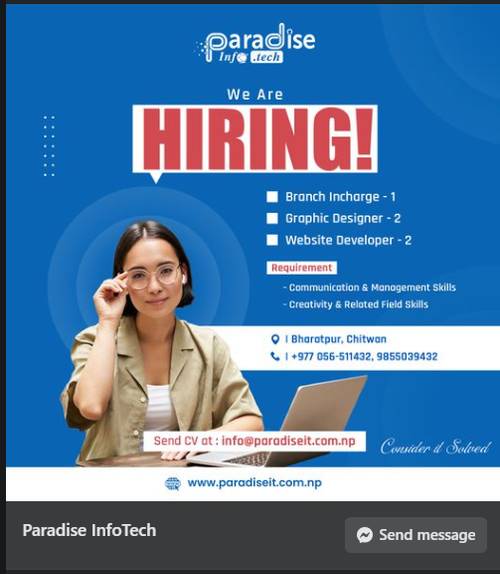 Paradise
Info .tech
We Are
HIRING!
Branch Incharge - 1
Graphic Designer - 2
Website Developer - 2
Requirement
- Communication & Management Skills
- Creativity & Related Field Skills
| Bharatpur, Chitwan
| +977 056-511432, 9855039432
Send CV at : info@paradiseit.com.np
Consider it Solved
www.paradiseit.com.np
Paradise InfoTech
Send message